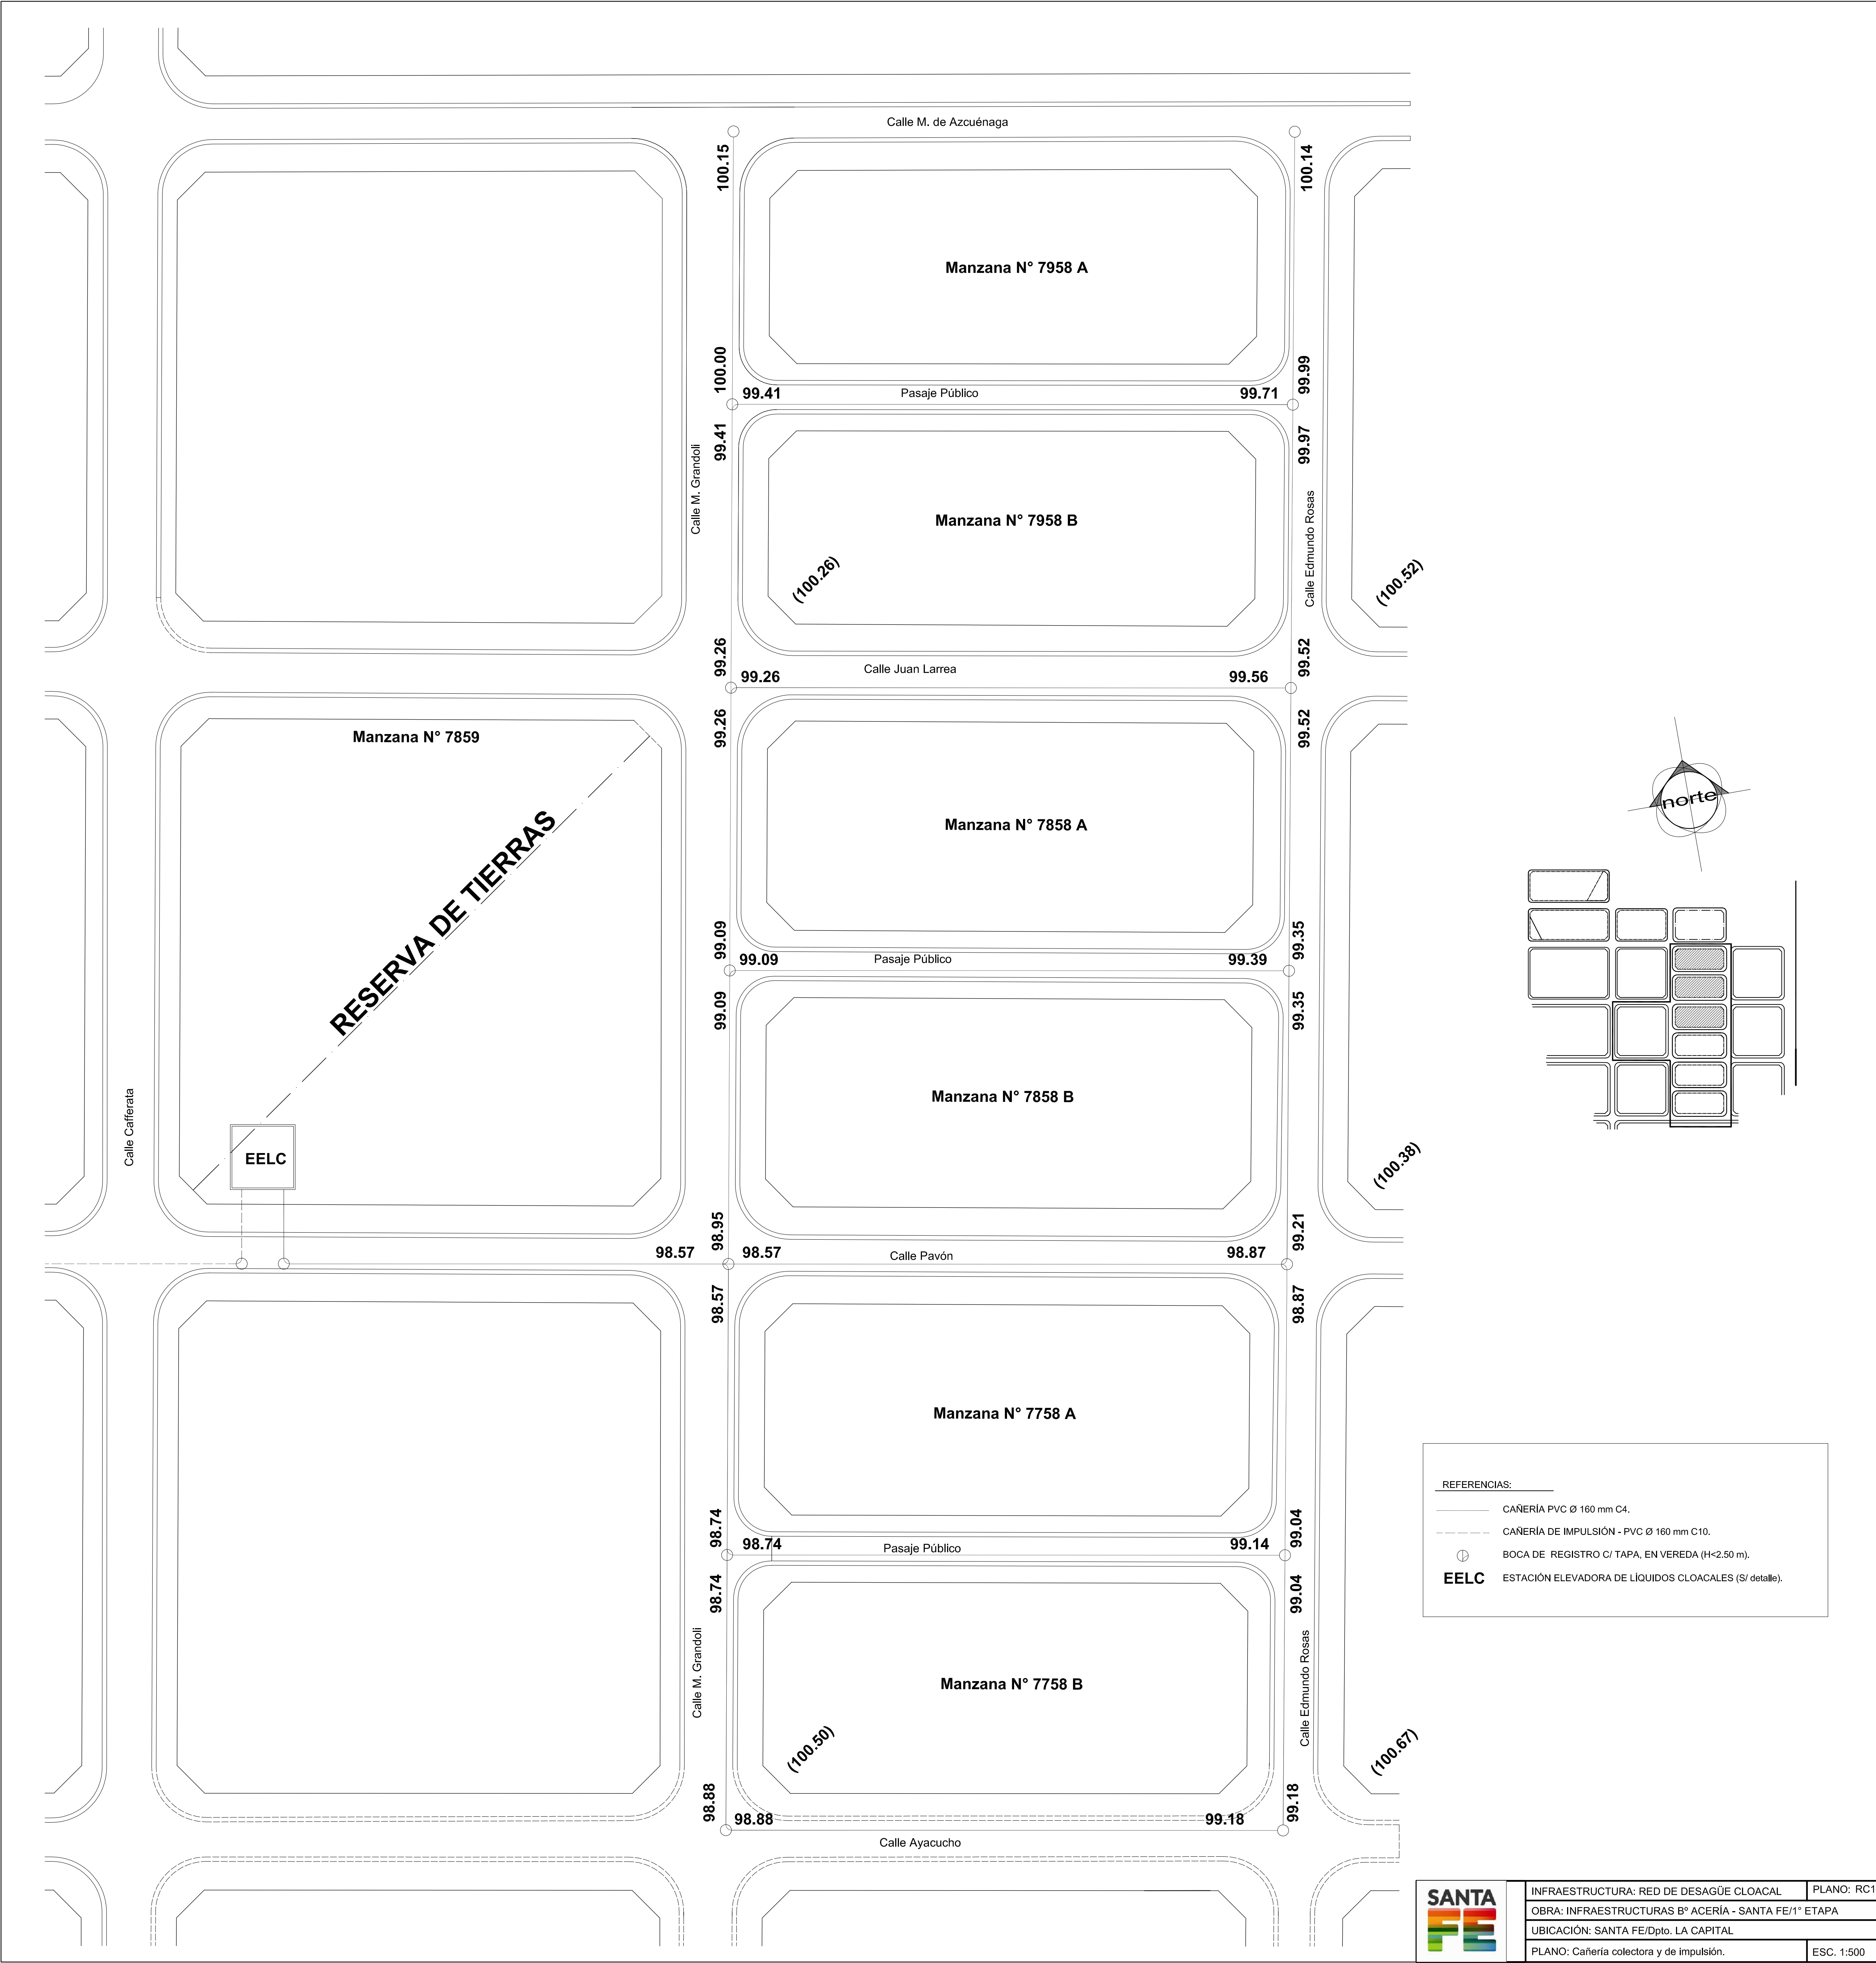 Calle M. de Azcuénaga
100.15
100.14
Manzana N° 7958 A
100.00
99.99
99.41
Pasaje Público
99.71
99.41
99.97
Calle M. Grandoli
Calle Edmundo Rosas
Manzana N° 7958 B
(100.26)
(100.52)
99.26
99.52
99.26
Calle Juan Larrea
99.56
99.26
99.52
Manzana N° 7859
RESERVA DE TIERRAS
Manzana N° 7858 A
norte
99.09
99.35
99.09
Pasaje Público
99.39
99.09
99.35
Calle Cafferata
Manzana N° 7858 B
EELC
(100.38)
98.95
99.21
98.57
98.57
Calle Pavón
98.87
98.57
98.87
Manzana N° 7758 A
98.74
99.04
98.74
Pasaje Público
99.14
98.74
99.04
Calle M. Grandoli
Calle Edmundo Rosas
Manzana N° 7758 B
(100.50)
(100.67)
98.88
99.18
98.88
99.18
Calle Ayacucho
REFERENCIAS:
CAÑERÍA PVC Ø 160 mm C4.
CAÑERÍA DE IMPULSIÓN - PVC Ø 160 mm C10.
BOCA DE REGISTRO C/ TAPA, EN VEREDA (H<2.50 m).
EELC ESTACIÓN ELEVADORA DE LÍQUIDOS CLOACALES (S/ detalle).
SANTA
FE
INFRAESTRUCTURA: RED DE DESAGÜE CLOACAL
PLANO: RC1
OBRA: INFRAESTRUCTURAS Bº ACERÍA - SANTA FE/1° ETAPA
UBICACIÓN: SANTA FE/Dpto. LA CAPITAL
PLANO: Cañería colectora y de impulsión.
ESC. 1:500